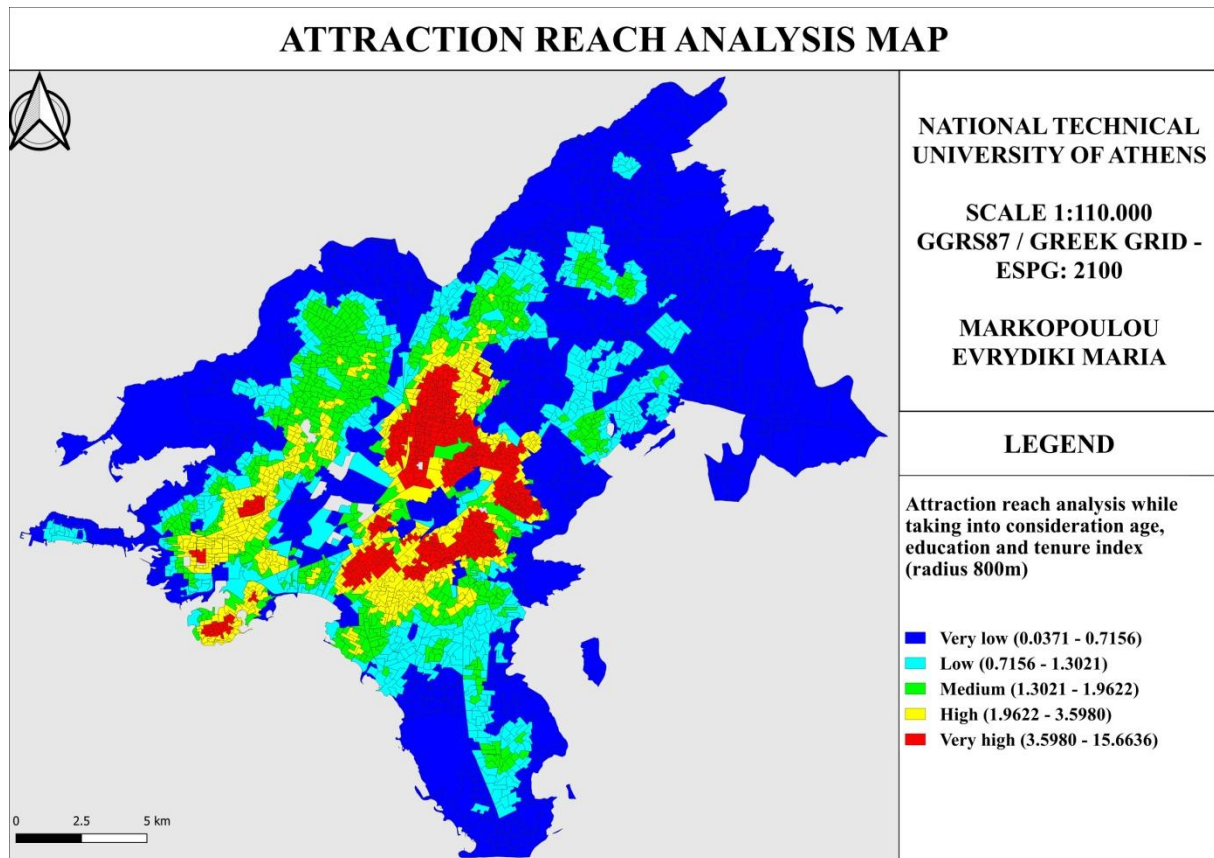 ATTRACTION REACH ANALYSIS MAP
NATIONAL TECHNICAL
UNIVERSITY OF ATHENS
SCALE 1:110.000
GGRS87 / GREEK GRID -
ESPG: 2100
MARKOPOULOU
EVRYDIKI MARIA
LEGEND
Attraction reach analysis while
taking into consideration age,
education and tenure index
(radius 800m)
Very low (0.0371 - 0.7156)
Low (0.7156 - 1.3021)
Medium (1.3021 - 1.9622)
High (1.9622 - 3.5980)
Very high (3.5980 - 15.6636)
0 2.5 5 km